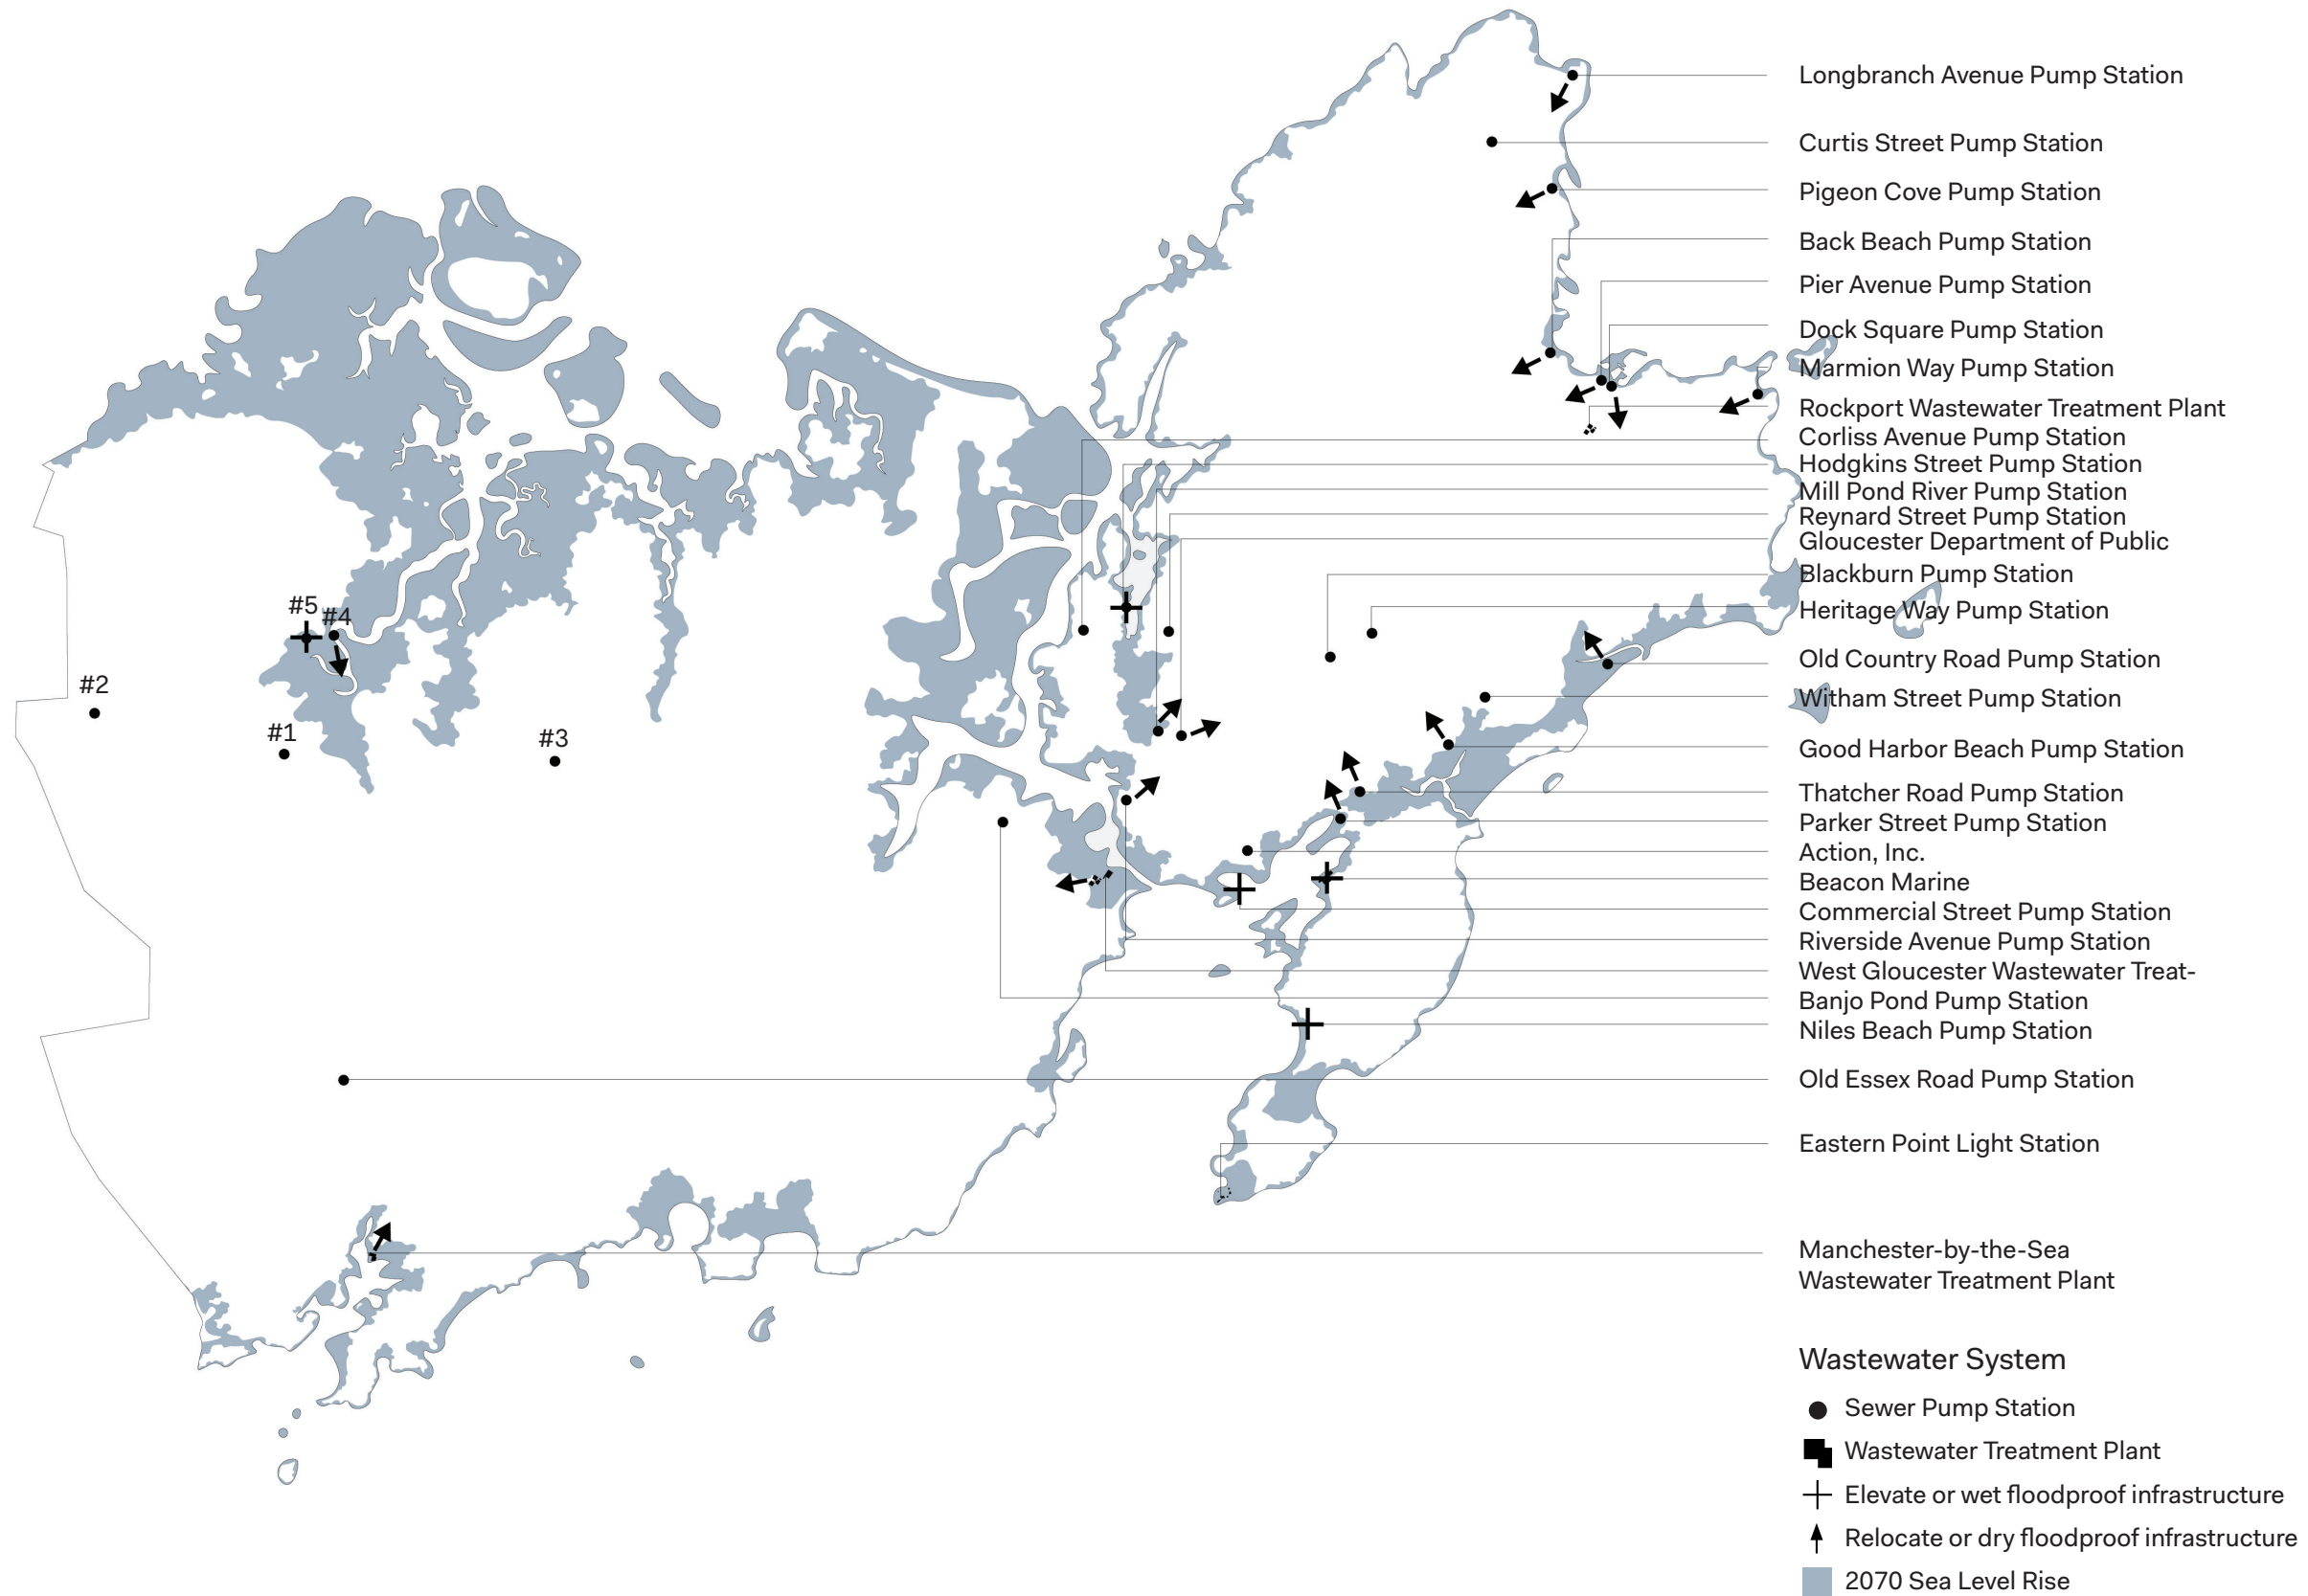 Longbranch Avenue Pump Station
Curtis Street Pump Station
Pigeon Cove Pump Station
Back Beach Pump Station
Pier Avenue Pump Station
Dock Square Pump Station
Marmion Way Pump Station
Rockport Wastewater Treatment Plant
Corliss Avenue Pump Station
Hodgkins Street Pump Station
Mill Pond River Pump Station
Reynard Street Pump Station
Gloucester Department of Public
Blackburn Pump Station
Heritage Way Pump Station
Old Country Road Pump Station
Witham Street Pump Station
Good Harbor Beach Pump Station
Thatcher Road Pump Station
Parker Street Pump Station
Action, Inc.
Beacon Marine
Commercial Street Pump Station
Riverside Avenue Pump Station
West Gloucester Wastewater Treat-
Banjo Pond Pump Station
Niles Beach Pump Station
Old Essex Road Pump Station
Eastern Point Light Station
Manchester-by-the-Sea
Wastewater Treatment Plant
#5
#4
#2
#1
#3
Wastewater System
Sewer Pump Station
Wastewater Treatment Plant
Elevate or wet floodproof infrastructure
Relocate or dry floodproof infrastructure
2070 Sea Level Rise